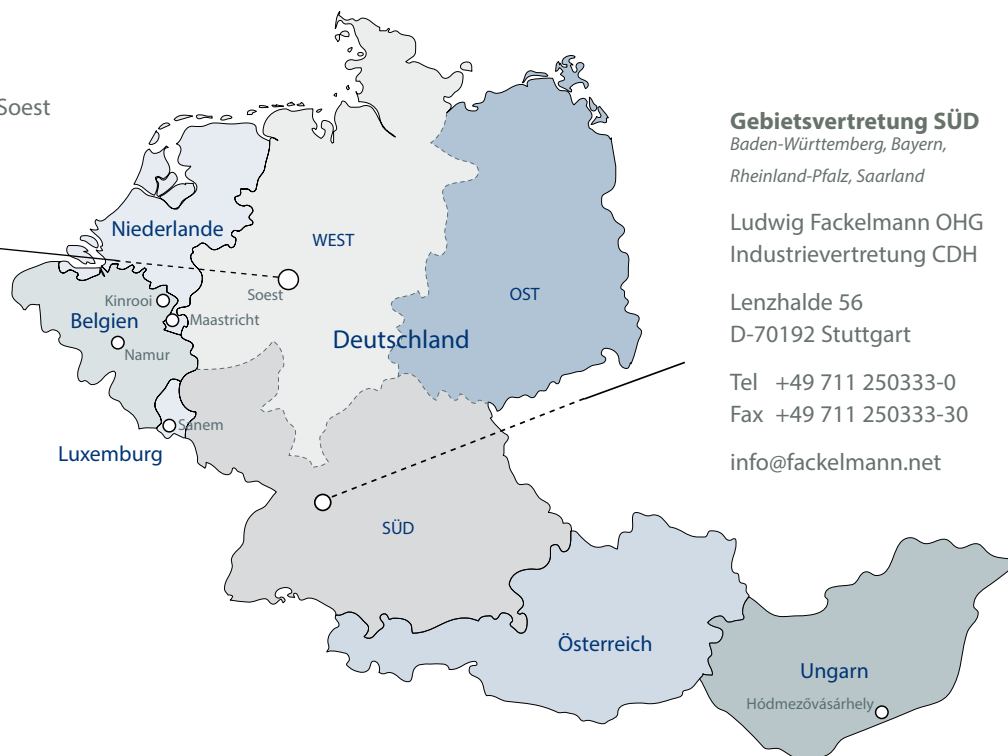 Soest
Niederlande
WEST
Soest
OST
Kinrooi
Maastricht
Belgien
Namur
Deutschland
Sanem
Luxemburg
SÜD
Österreich
Ungarn
Hódmezővásárhely
Gebietsvertretung SÜD
Baden-Württemberg, Bayern,
Rheinland-Pfalz, Saarland
Ludwig Fackelmann OHG
Industrievertretung CDH
Lenzhalde 56
D-70192 Stuttgart
Tel +49 711 250333-0
Fax +49 711 250333-30
info@fackelmann.net